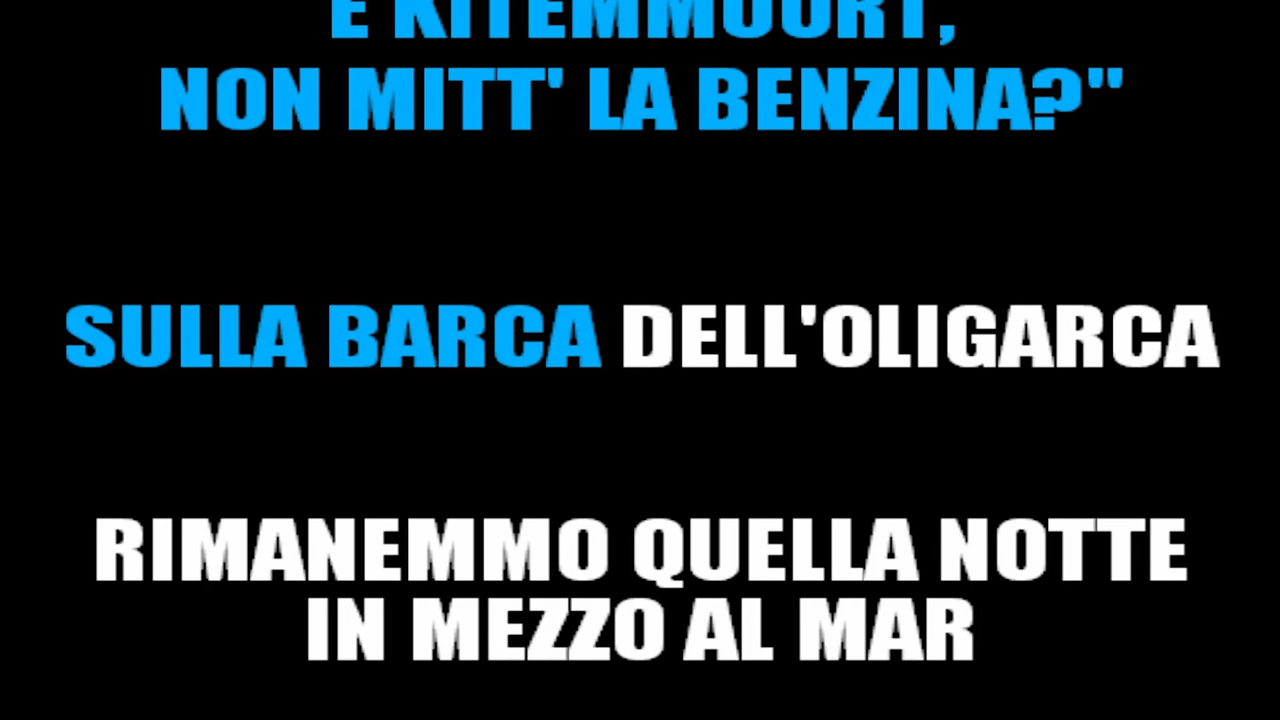 E KITEMMUORT,
NON MITT' LA BENZINA?"
SULLA BARCA DELL'OLIGARCA
RIMANEMMO QUELLA NOTTE
IN MEZZO AL MAR